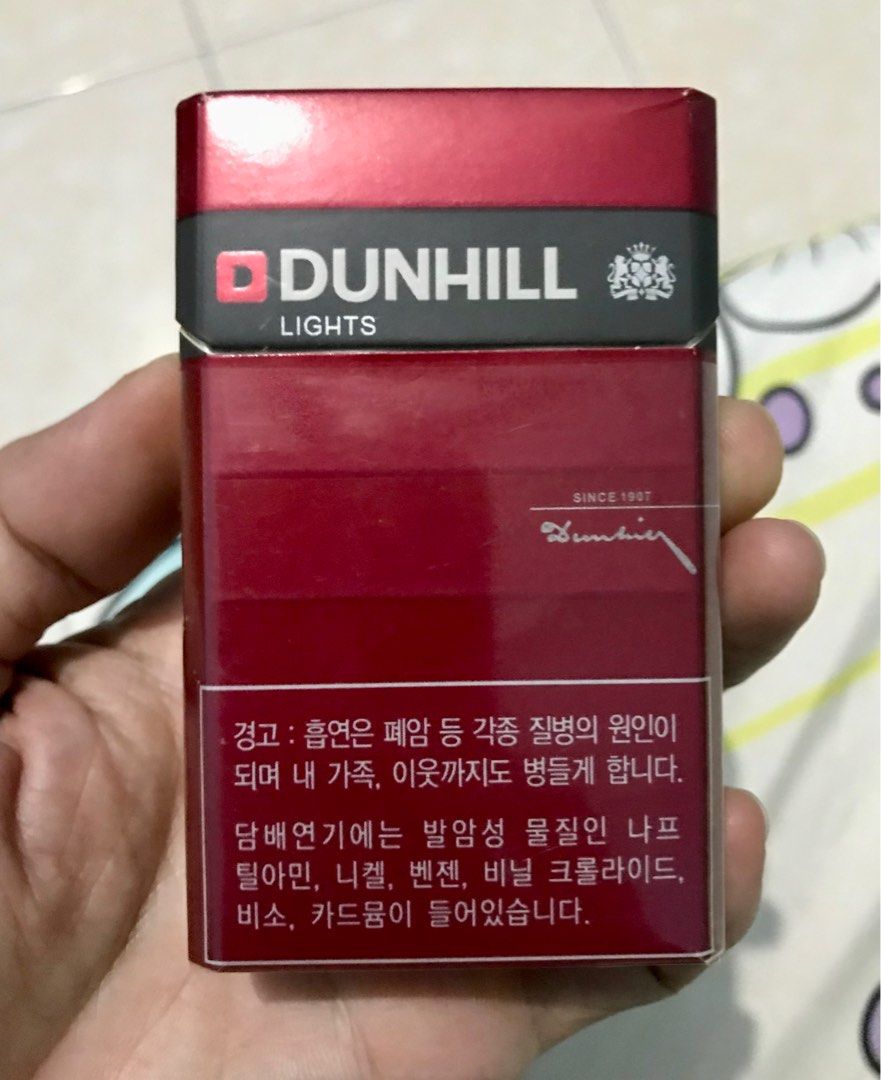 D DUNHILL
LIGHTS
SINCE 1907
Dunhill
경고 : 흡연은 폐암 등 각종 질병의 원인이
되며 내 가족, 이웃까지도 병들게 합니다.
담배연기에는 발암성 물질인 나프
틸아민, 니켈, 벤젠, 비닐 크롤라이드,
비소, 카드뮴이 들어있습니다.